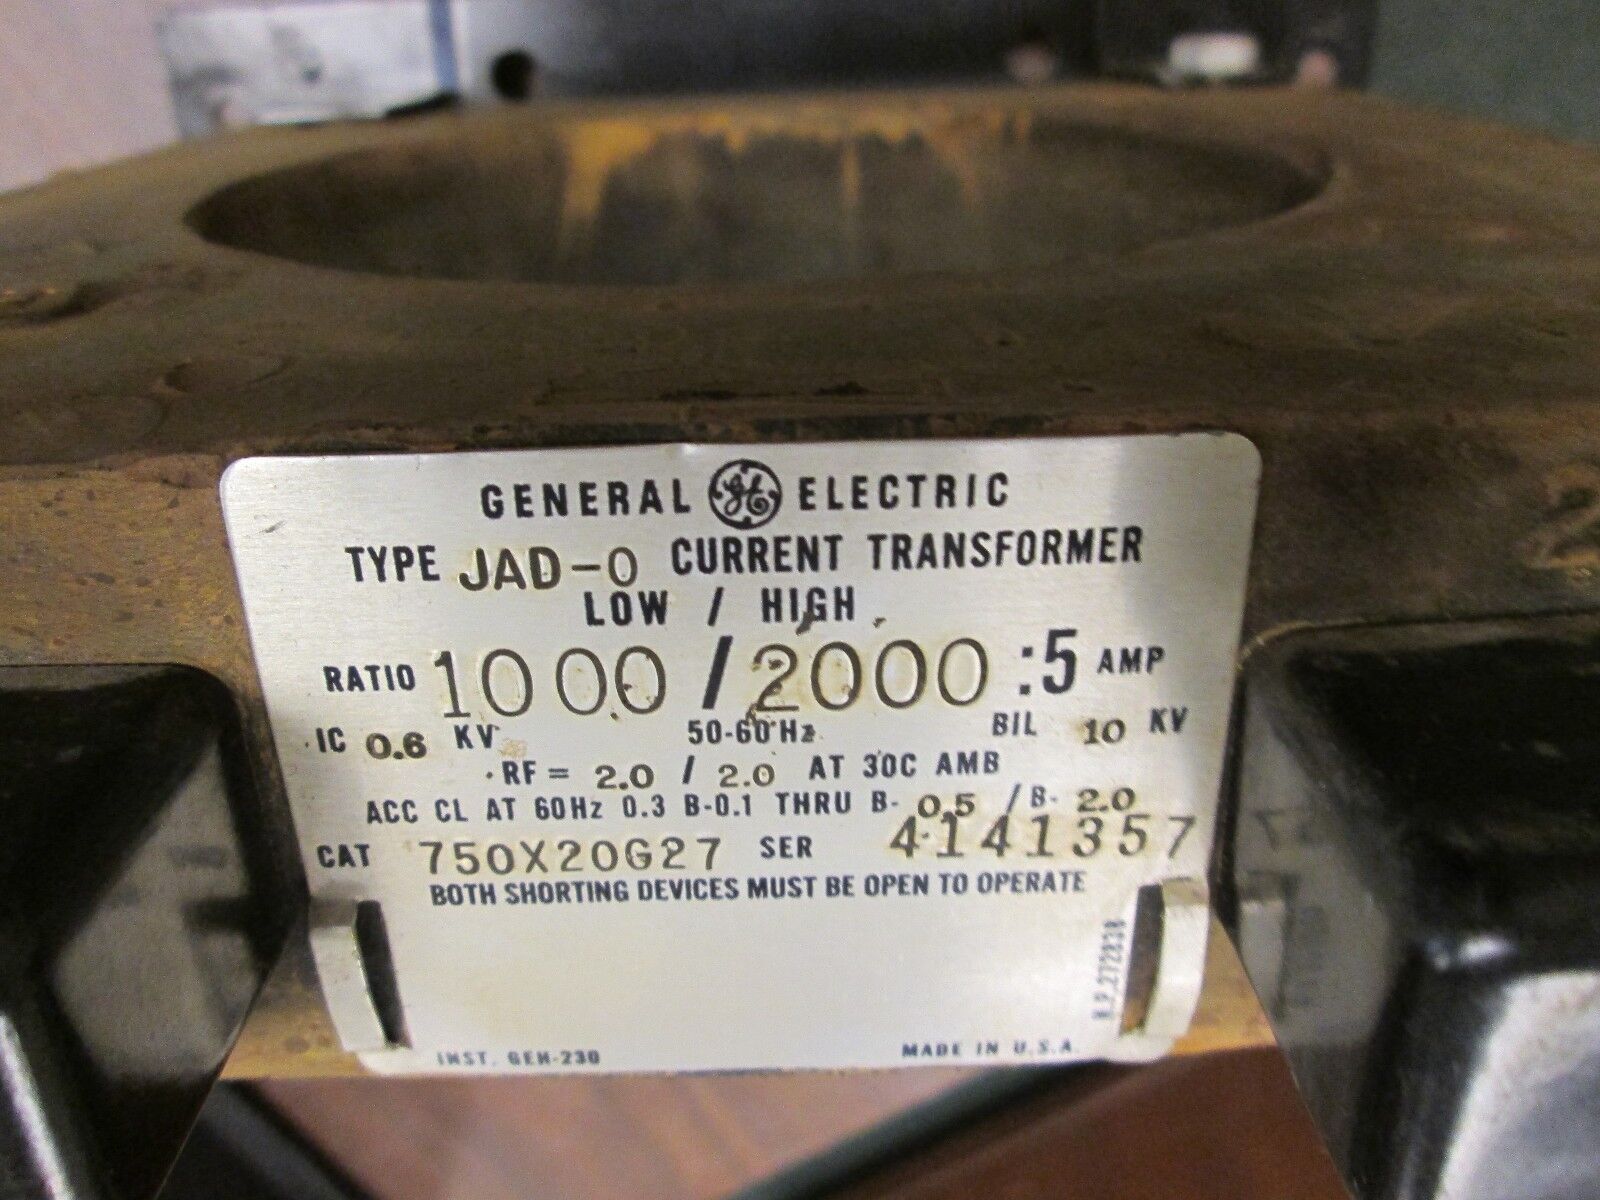 GENERAL GE ELECTRIC
TYPE JAD-0 CURRENT TRANSFORMER
LOW / HIGH
RATIO 1000/2000:5 AMP
IC 0.6 KV 50-60 Hz BIL 10 KV
RF = 2.0 / 2.0 AT 30C AMB
ACC CL AT 60Hz 0.3 B-0.1 THRU B- 0.5 / B- 2.0
CAT 750X20G27 SER 4141357
BOTH SHORTING DEVICES MUST BE OPEN TO OPERATE
N.P. 272838
INST. GEH-230 MADE IN U.S.A.